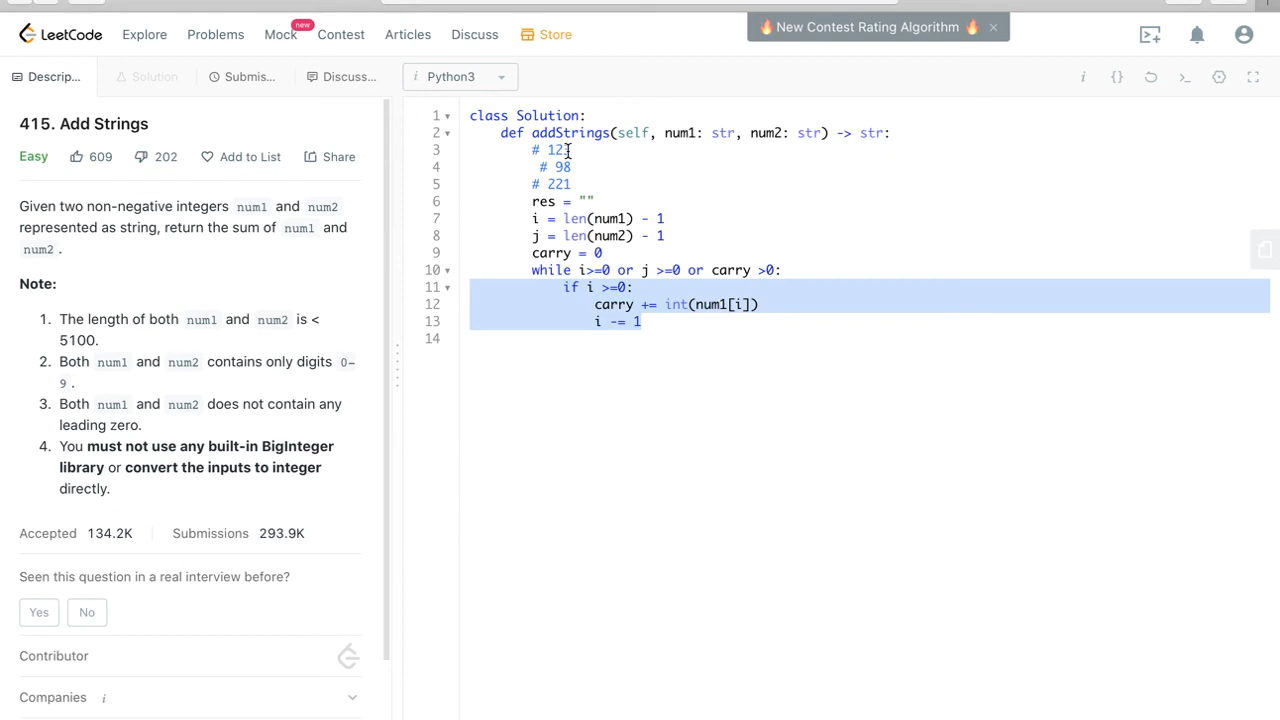 LeetCode
Explore
Problems
Mock
new
Contest
Articles
Discuss
Store
🔥 New Contest Rating Algorithm 🔥 ×
Descrip...
Solution
Submis...
Discuss...
i Python3
i {}
415. Add Strings
Easy
609
202
Add to List
Share
Given two non-negative integers num1 and num2
represented as string, return the sum of num1 and
num2 .
Note:
1. The length of both num1 and num2 is <
5100.
2. Both num1 and num2 contains only digits 0-
9 .
3. Both num1 and num2 does not contain any
leading zero.
4. You must not use any built-in BigInteger
library or convert the inputs to integer
directly.
Accepted 134.2K
Submissions 293.9K
Seen this question in a real interview before?
Yes
No
Contributor
Companies i
1 class Solution:
2 def addStrings(self, num1: str, num2: str) -> str:
3 # 123
4 # 98
5 # 221
6 res = ""
7 i = len(num1) - 1
8 j = len(num2) - 1
9 carry = 0
10 while i>=0 or j >=0 or carry >0:
11 if i >=0:
12 carry += int(num1[i])
13 i -= 1
14